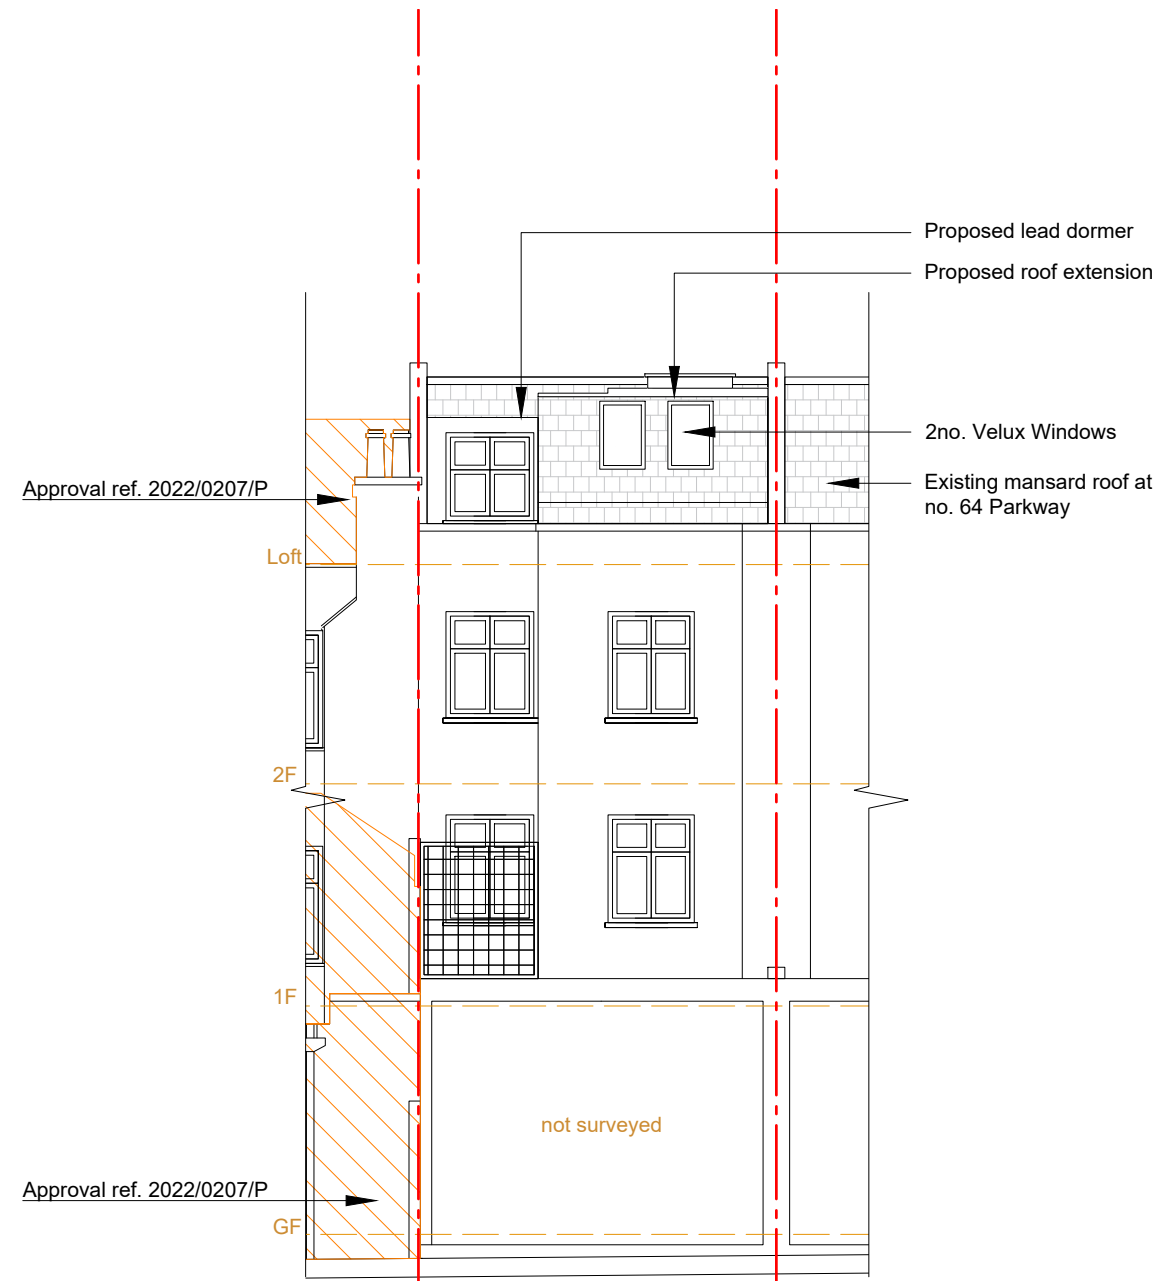 Proposed lead dormer
Proposed roof extension
2no. Velux Windows
Existing mansard roof at
no. 64 Parkway
Approval ref. 2022/0207/P
Loft
2F
1F
not surveyed
Approval ref. 2022/0207/P
GF